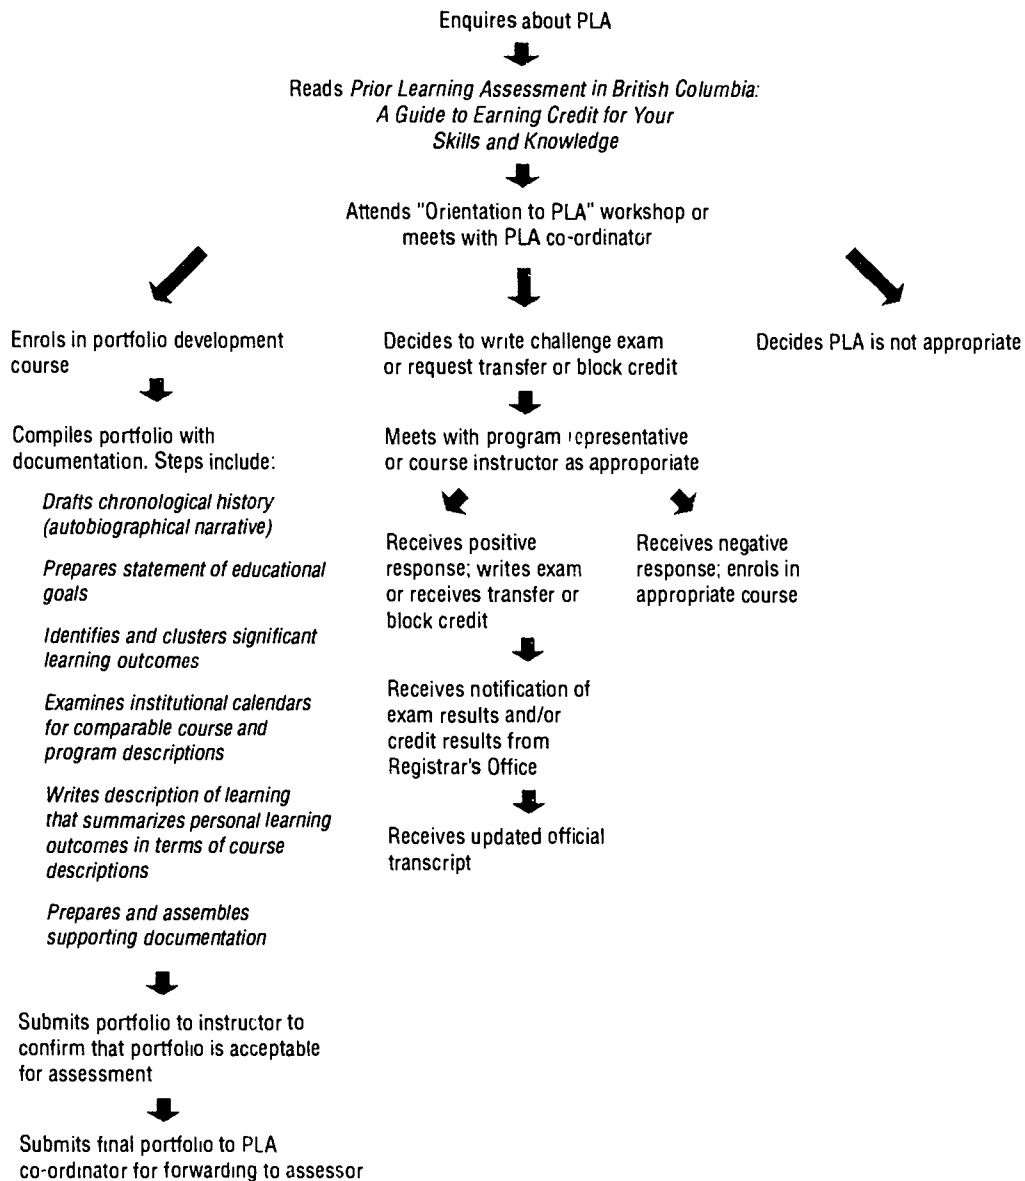 Enquires about PLA
Reads Prior Learning Assessment in British Columbia:
A Guide to Earning Credit for Your
Skills and Knowledge
Attends "Orientation to PLA" workshop or
meets with PLA co-ordinator
Enrols in portfolio development
course
Compiles portfolio with
documentation. Steps include:
Drafts chronological history
(autobiographical narrative)
Prepares statement of educational
goals
Identifies and clusters significant
learning outcomes
Examines institutional calendars
for comparable course and
program descriptions
Writes description of learning
that summarizes personal learning
outcomes in terms of course
descriptions
Prepares and assembles
supporting documentation
Submits portfolio to instructor to
confirm that portfolio is acceptable
for assessment
Submits final portfolio to PLA
co-ordinator for forwarding to assessor
Decides to write challenge exam
or request transfer or block credit
Meets with program representative
or course instructor as approporiate
Receives positive
response; writes exam
or receives transfer or
block credit
Receives notification of
exam results and/or
credit results from
Registrar's Office
Receives updated official
transcript
Receives negative
response; enrols in
appropriate course
Decides PLA is not appropriate